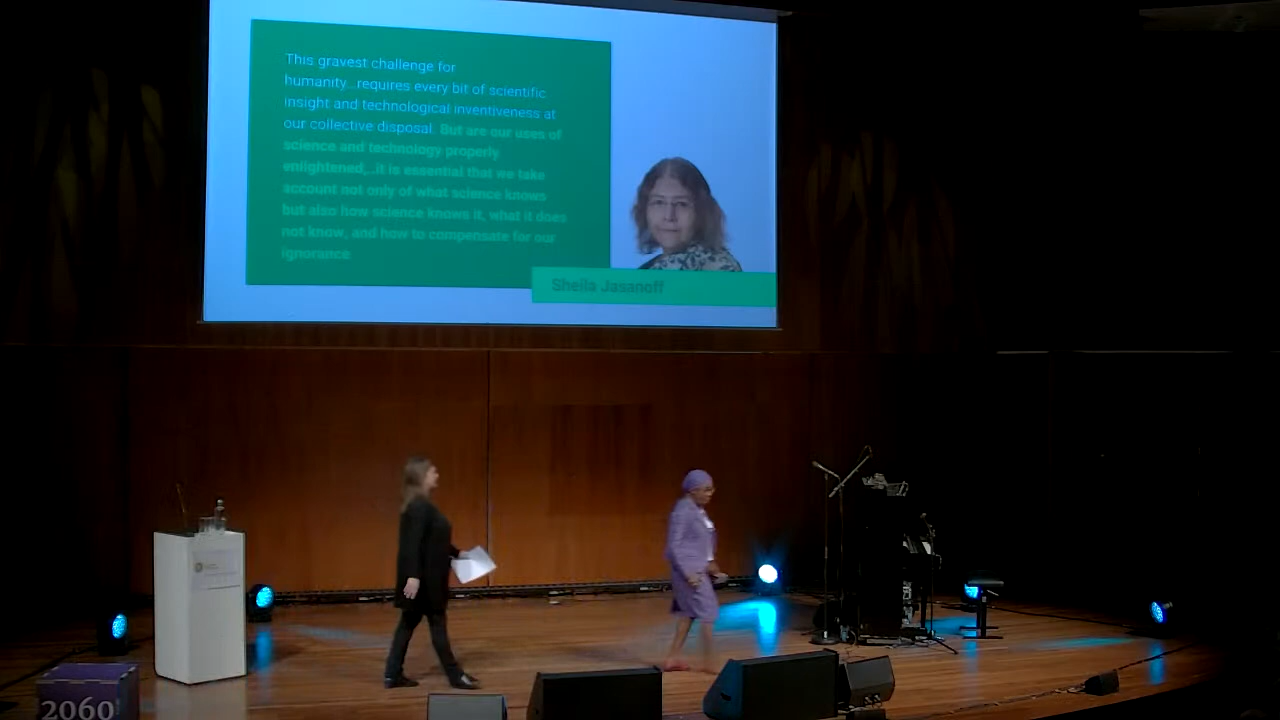 This gravest challenge for
humanity...requires every bit of scientific
insight and technological inventiveness at
our collective disposal. But are our uses of
science and technology properly
enlightened,...it is essential that we take
account not only of what science knows
but also how science knows it, what it does
not know, and how to compensate for our
ignorance
Sheila Jasanoff
2060